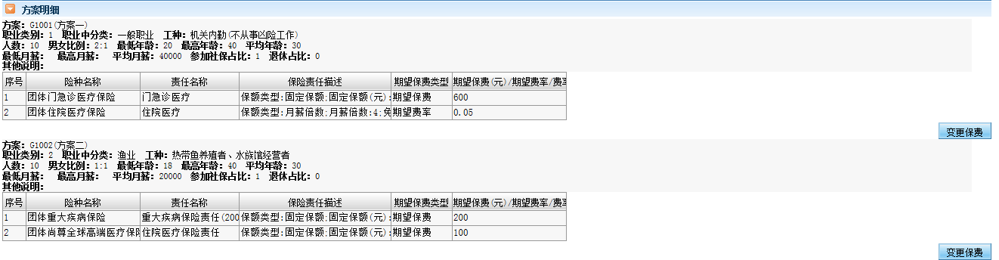 方案明细
方案: G1001(方案一)
职业类别: 1 职业中分类: 一般职业 工种: 机关内勤(不从事凶险工作)
人数: 10 男女比例: 2:1 最低年龄: 20 最高年龄: 40 平均年龄: 30
最低月薪: 最高月薪: 平均月薪: 40000 参加社保占比: 1 退休占比: 0
其他说明:
序号 险种名称 责任名称 保险责任描述 期望保费类型 期望保费(元)/期望费率/费率
1 团体门急诊医疗保险 门急诊医疗 保额类型:固定保额;固定保额(元): 期望保费 600
2 团体住院医疗保险 住院医疗 保额类型:月薪倍数;月薪倍数:4;免 期望费率 0.05
变更保费
方案: G1002(方案二)
职业类别: 2 职业中分类: 渔业 工种: 热带鱼养殖者、水族馆经营者
人数: 10 男女比例: 1:1 最低年龄: 18 最高年龄: 40 平均年龄: 30
最低月薪: 最高月薪: 平均月薪: 20000 参加社保占比: 1 退休占比: 0
其他说明:
序号 险种名称 责任名称 保险责任描述 期望保费类型 期望保费(元)/期望费率/费率
1 团体重大疾病保险 重大疾病保险责任(200 保额类型:固定保额;固定保额(元): 期望保费 200
2 团体尚尊全球高端医疗保险 住院医疗保险责任 保额类型:固定保额;固定保额(元): 期望保费 100
变更保费